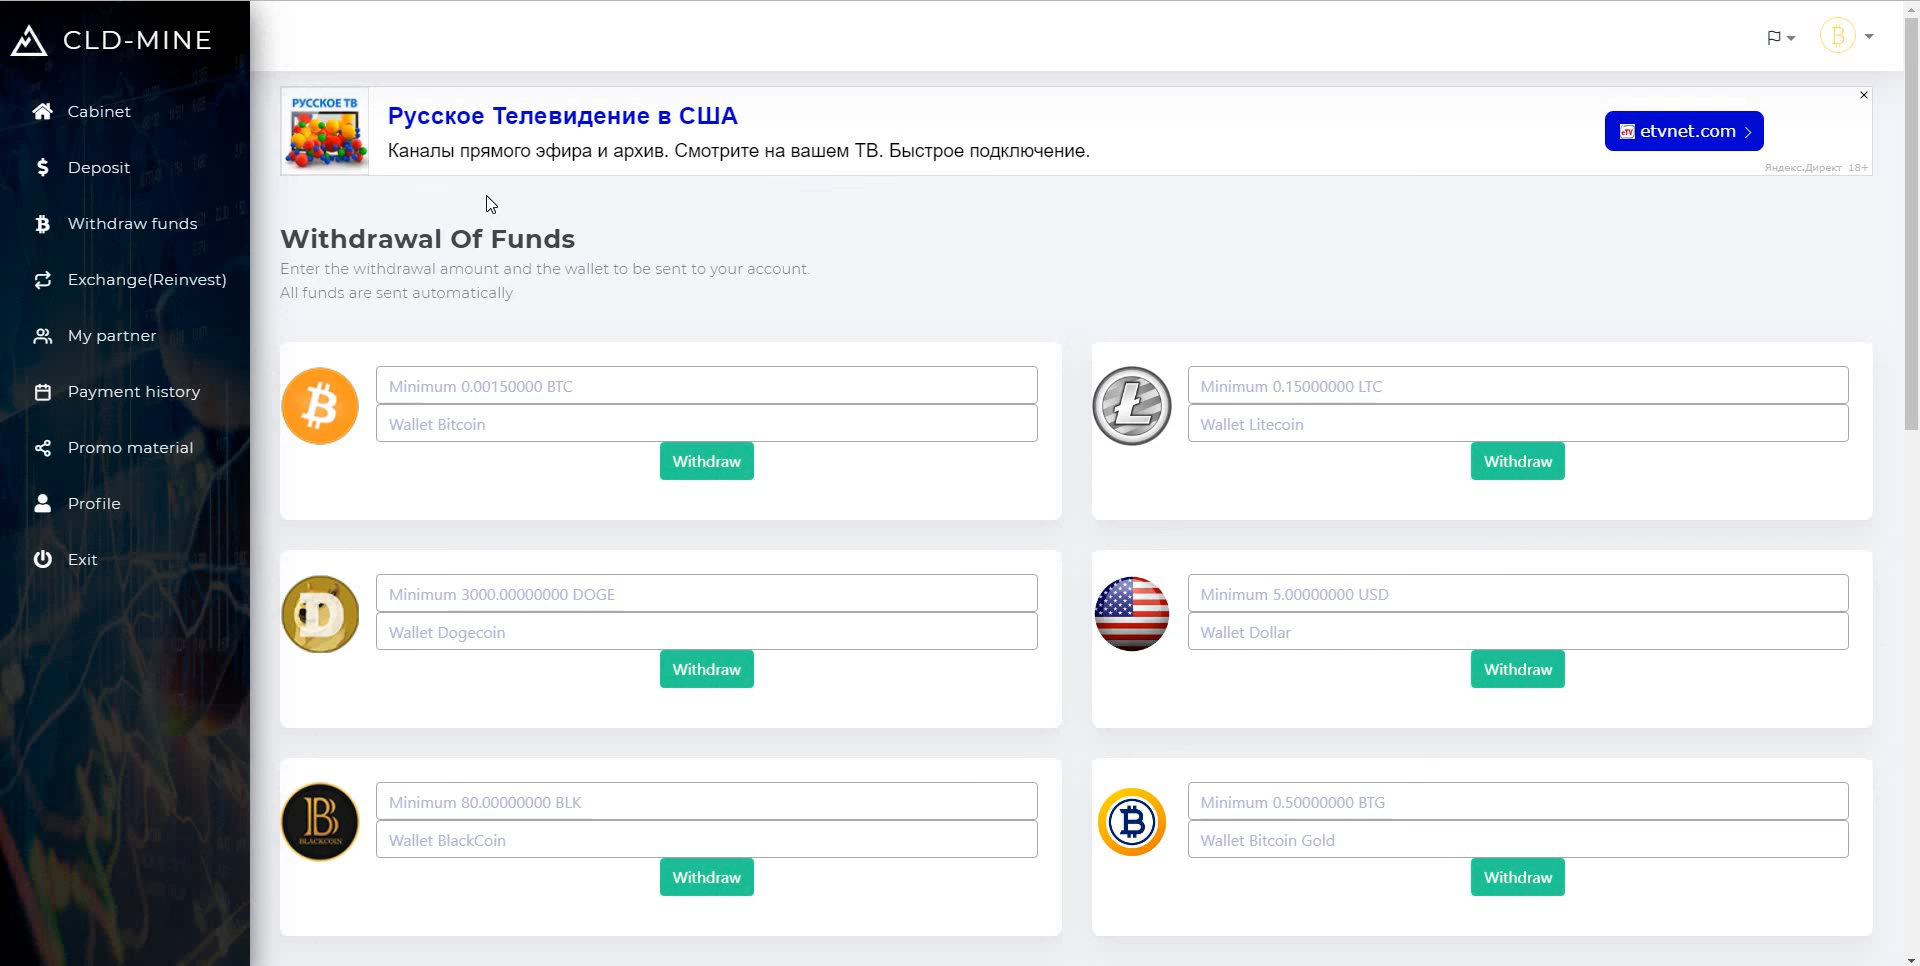 CLD-MINE
Cabinet
Deposit
Withdraw funds
Exchange(Reinvest)
My partner
Payment history
Promo material
Profile
Exit
РУССКОЕ ТВ
Русское Телевидение в США
Каналы прямого эфира и архив. Смотрите на вашем ТВ. Быстрое подключение.
eTV etvnet.com
Яндекс.Директ 18+
Withdrawal Of Funds
Enter the withdrawal amount and the wallet to be sent to your account.
All funds are sent automatically
Minimum 0.00150000 BTC
Wallet Bitcoin
Withdraw
Minimum 0.15000000 LTC
Wallet Litecoin
Withdraw
Minimum 3000.00000000 DOGE
Wallet Dogecoin
Withdraw
Minimum 5.00000000 USD
Wallet Dollar
Withdraw
BLACKCOIN
Minimum 80.00000000 BLK
Wallet BlackCoin
Withdraw
Minimum 0.50000000 BTG
Wallet Bitcoin Gold
Withdraw